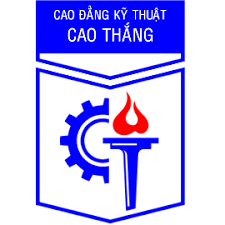 CAO ĐẲNG KỸ THUẬT
CAO THẮNG